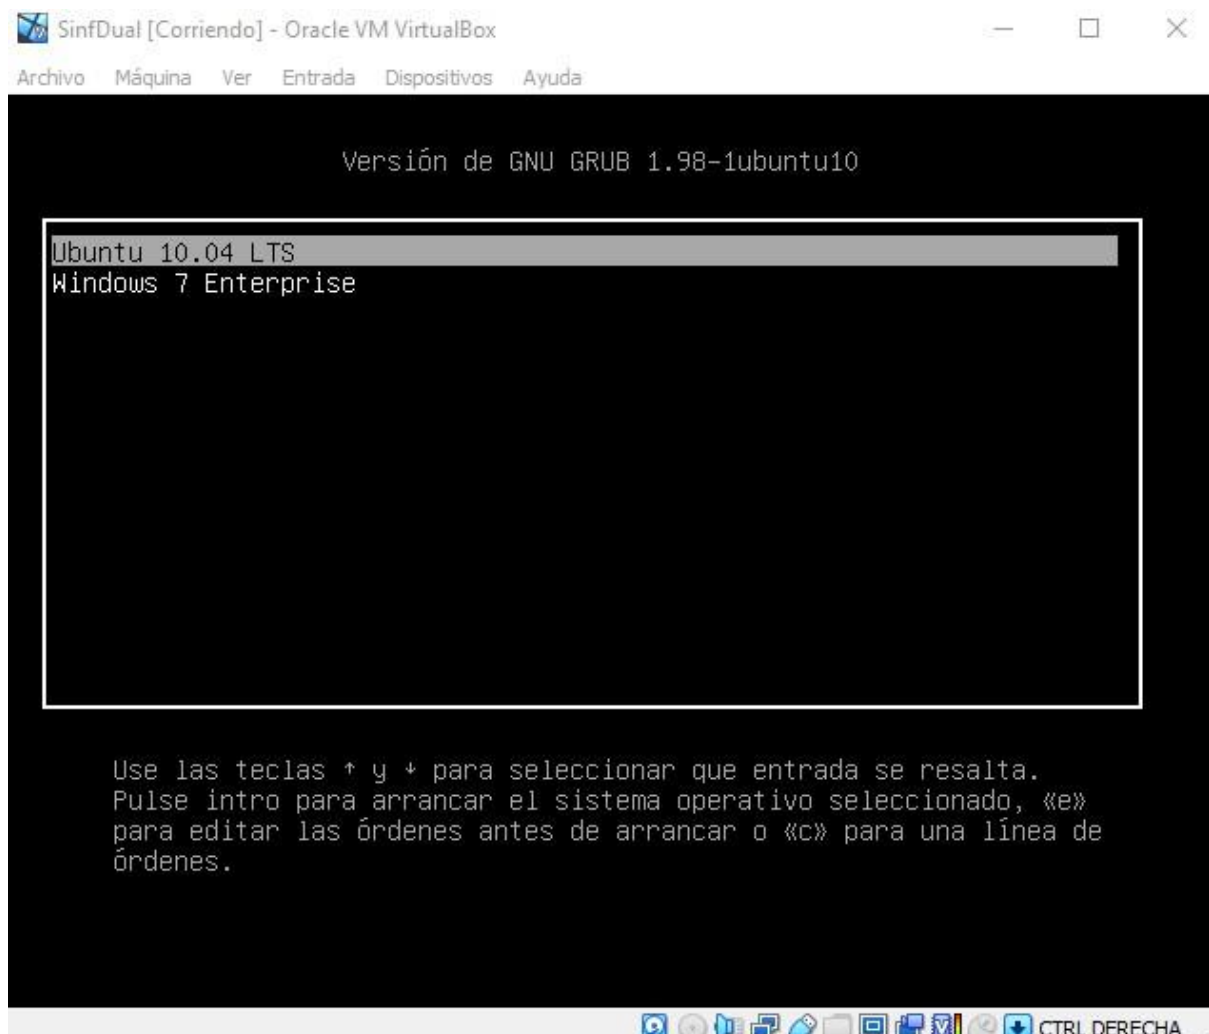 SinfDual [Corriendo] - Oracle VM VirtualBox
Archivo Máquina Ver Entrada Dispositivos Ayuda
Versión de GNU GRUB 1.98-1ubuntu10
Ubuntu 10.04 LTS
Windows 7 Enterprise
Use las teclas ↑ y ↓ para seleccionar que entrada se resalta.
Pulse intro para arrancar el sistema operativo seleccionado, «e»
para editar las órdenes antes de arrancar o «c» para una línea de
órdenes.
CTRL DERECHA